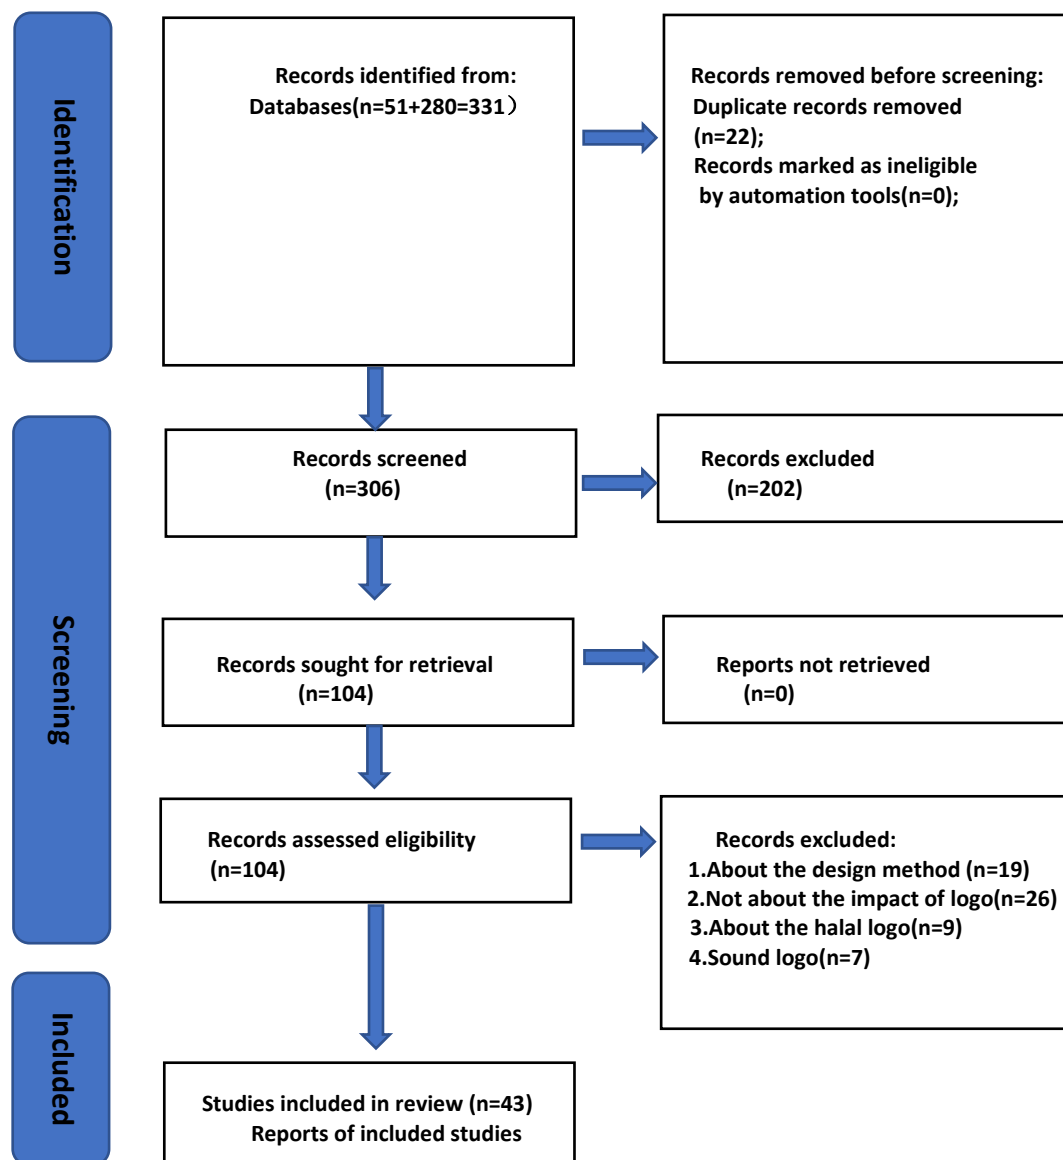 Identification
Records identified from:
Databases(n=51+280=331）
Records removed before screening:
Duplicate records removed
(n=22);
Records marked as ineligible
by automation tools(n=0);
Screening
Records screened
(n=306)
Records excluded
(n=202)
Records sought for retrieval
(n=104)
Reports not retrieved
(n=0)
Records assessed eligibility
(n=104)
Records excluded:
1.About the design method (n=19)
2.Not about the impact of logo(n=26)
3.About the halal logo(n=9)
4.Sound logo(n=7)
Included
Studies included in review (n=43)
Reports of included studies